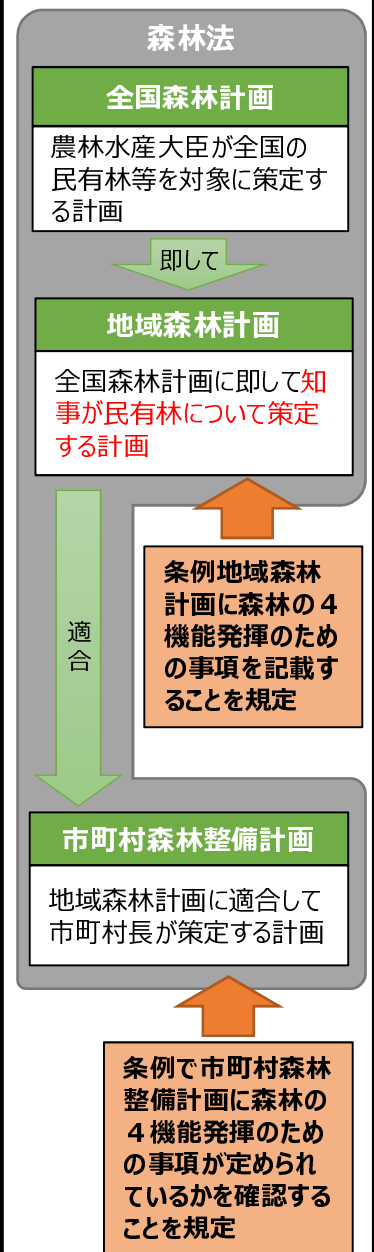 森林法
全国森林計画
農林水産大臣が全国の
民有林等を対象に策定す
る計画
即して
地域森林計画
全国森林計画に即して知
事が民有林について策定
する計画
条例地域森林
計画に森林の４
機能発揮のため
の事項を記載す
ることを規定
適
合
市町村森林整備計画
地域森林計画に適合して
市町村長が策定する計画
条例で市町村森林
整備計画に森林の
４機能発揮のため
の事項が定められ
ているかを確認する
ことを規定